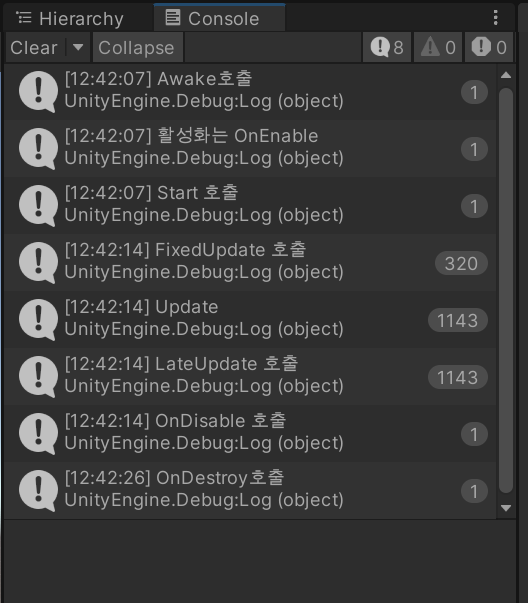 Hierarchy Console
Clear Collapse 8 0 0
[12:42:07] Awake호출 1
UnityEngine.Debug:Log (object)
[12:42:07] 활성화는 OnEnable 1
UnityEngine.Debug:Log (object)
[12:42:07] Start 호출 1
UnityEngine.Debug:Log (object)
[12:42:14] FixedUpdate 호출 320
UnityEngine.Debug:Log (object)
[12:42:14] Update 1143
UnityEngine.Debug:Log (object)
[12:42:14] LateUpdate 호출 1143
UnityEngine.Debug:Log (object)
[12:42:14] OnDisable 호출 1
UnityEngine.Debug:Log (object)
[12:42:26] OnDestroy호출 1
UnityEngine.Debug:Log (object)